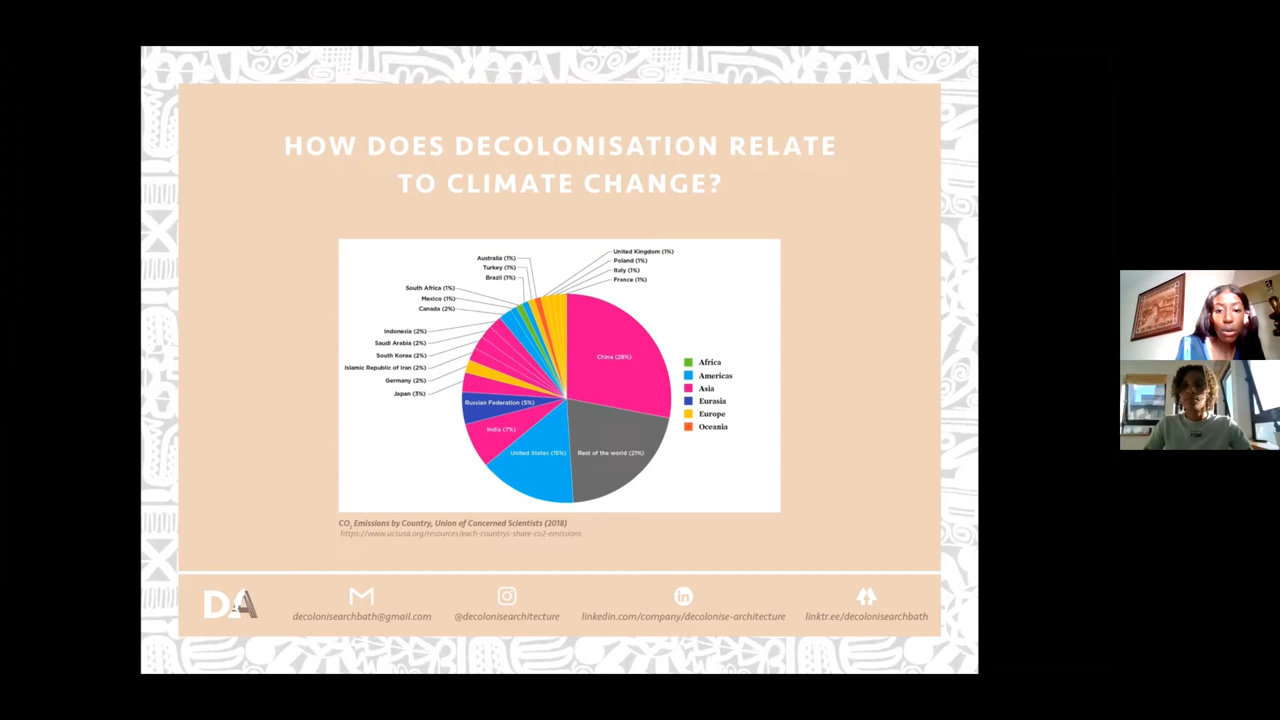 HOW DOES DECOLONISATION RELATE
TO CLIMATE CHANGE?
Australia (1%)
Turkey (1%)
Brazil (1%)
South Africa (1%)
Mexico (1%)
Canada (2%)
Indonesia (2%)
Saudi Arabia (2%)
South Korea (2%)
Islamic Republic of Iran (2%)
Germany (2%)
Japan (3%)
United Kingdom (1%)
Poland (1%)
Italy (1%)
France (1%)
China (28%)
Russian Federation (5%)
India (7%)
United States (15%)
Rest of the world (21%)
Africa
Americas
Asia
Eurasia
Europe
Oceania
CO2 Emissions by Country, Union of Concerned Scientists (2018)
https://www.ucsusa.org/resources/each-countrys-share-co2-emissions
DA
decolonisearchbath@gmail.com
@decolonisearchitecture
linkedin.com/company/decolonise-architecture
linktr.ee/decolonisearchbath